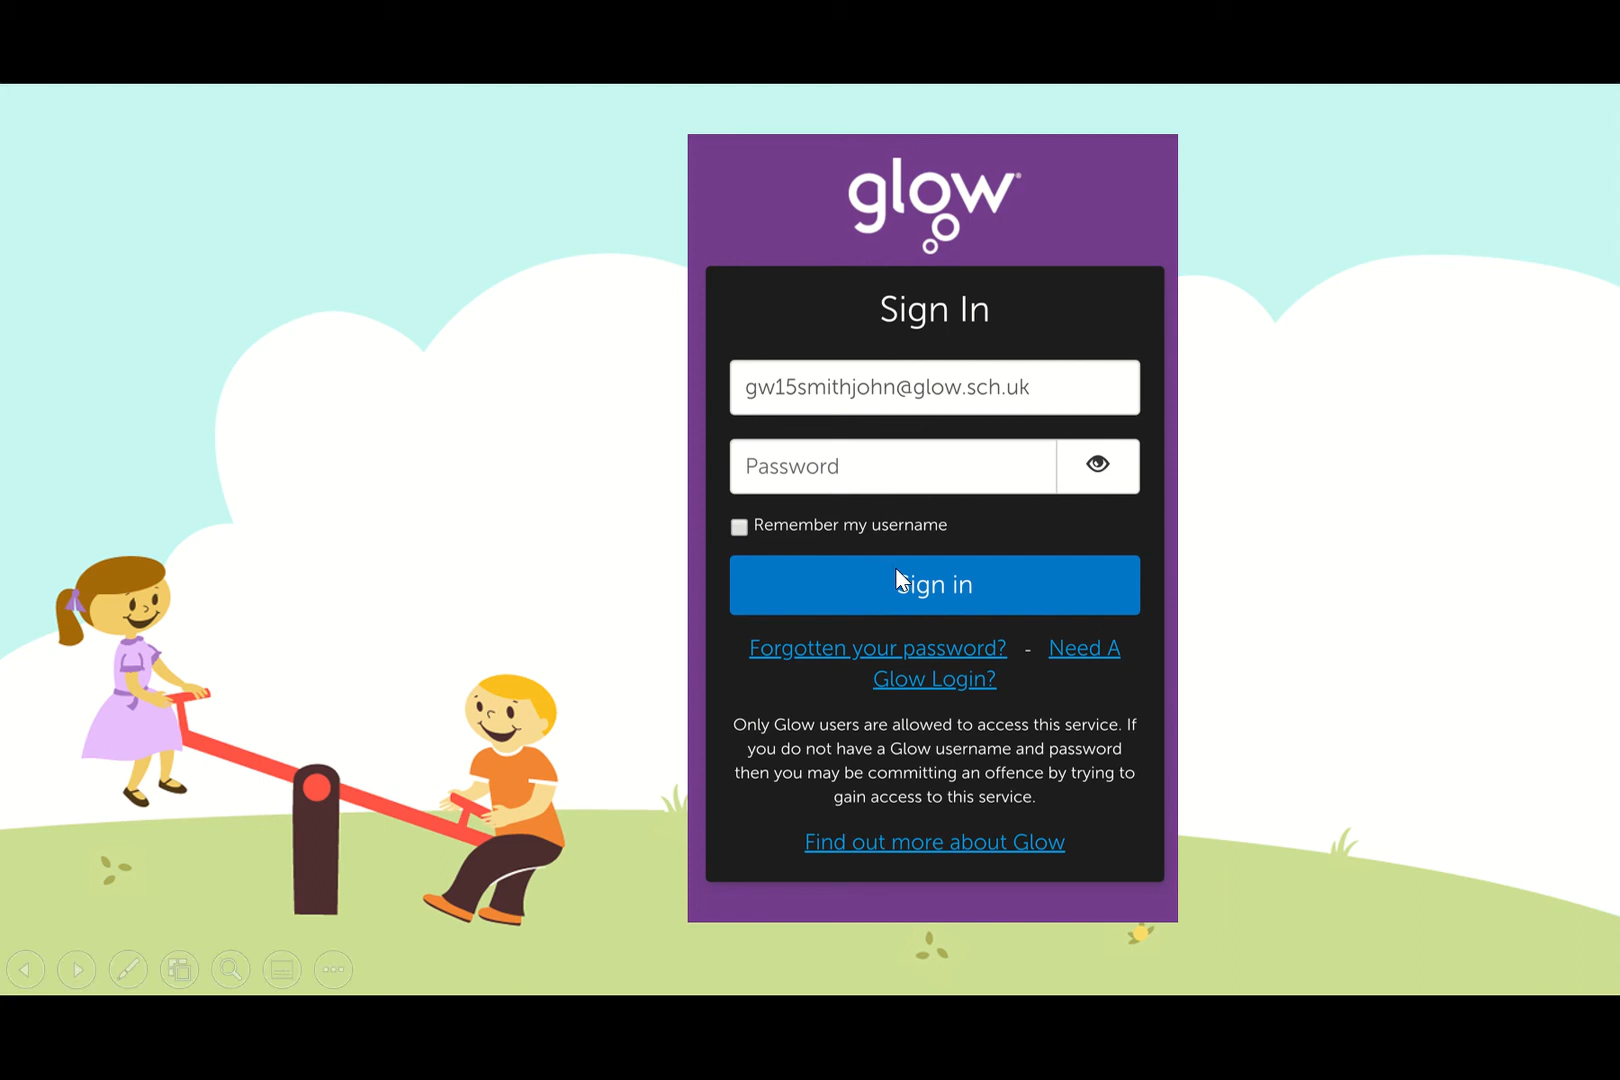 glow
Sign In
gw15smithjohn@glow.sch.uk
Password
Remember my username
Sign in
Forgotten your password? - Need A
Glow Login?
Only Glow users are allowed to access this service. If
you do not have a Glow username and password
then you may be committing an offence by trying to
gain access to this service.
Find out more about Glow